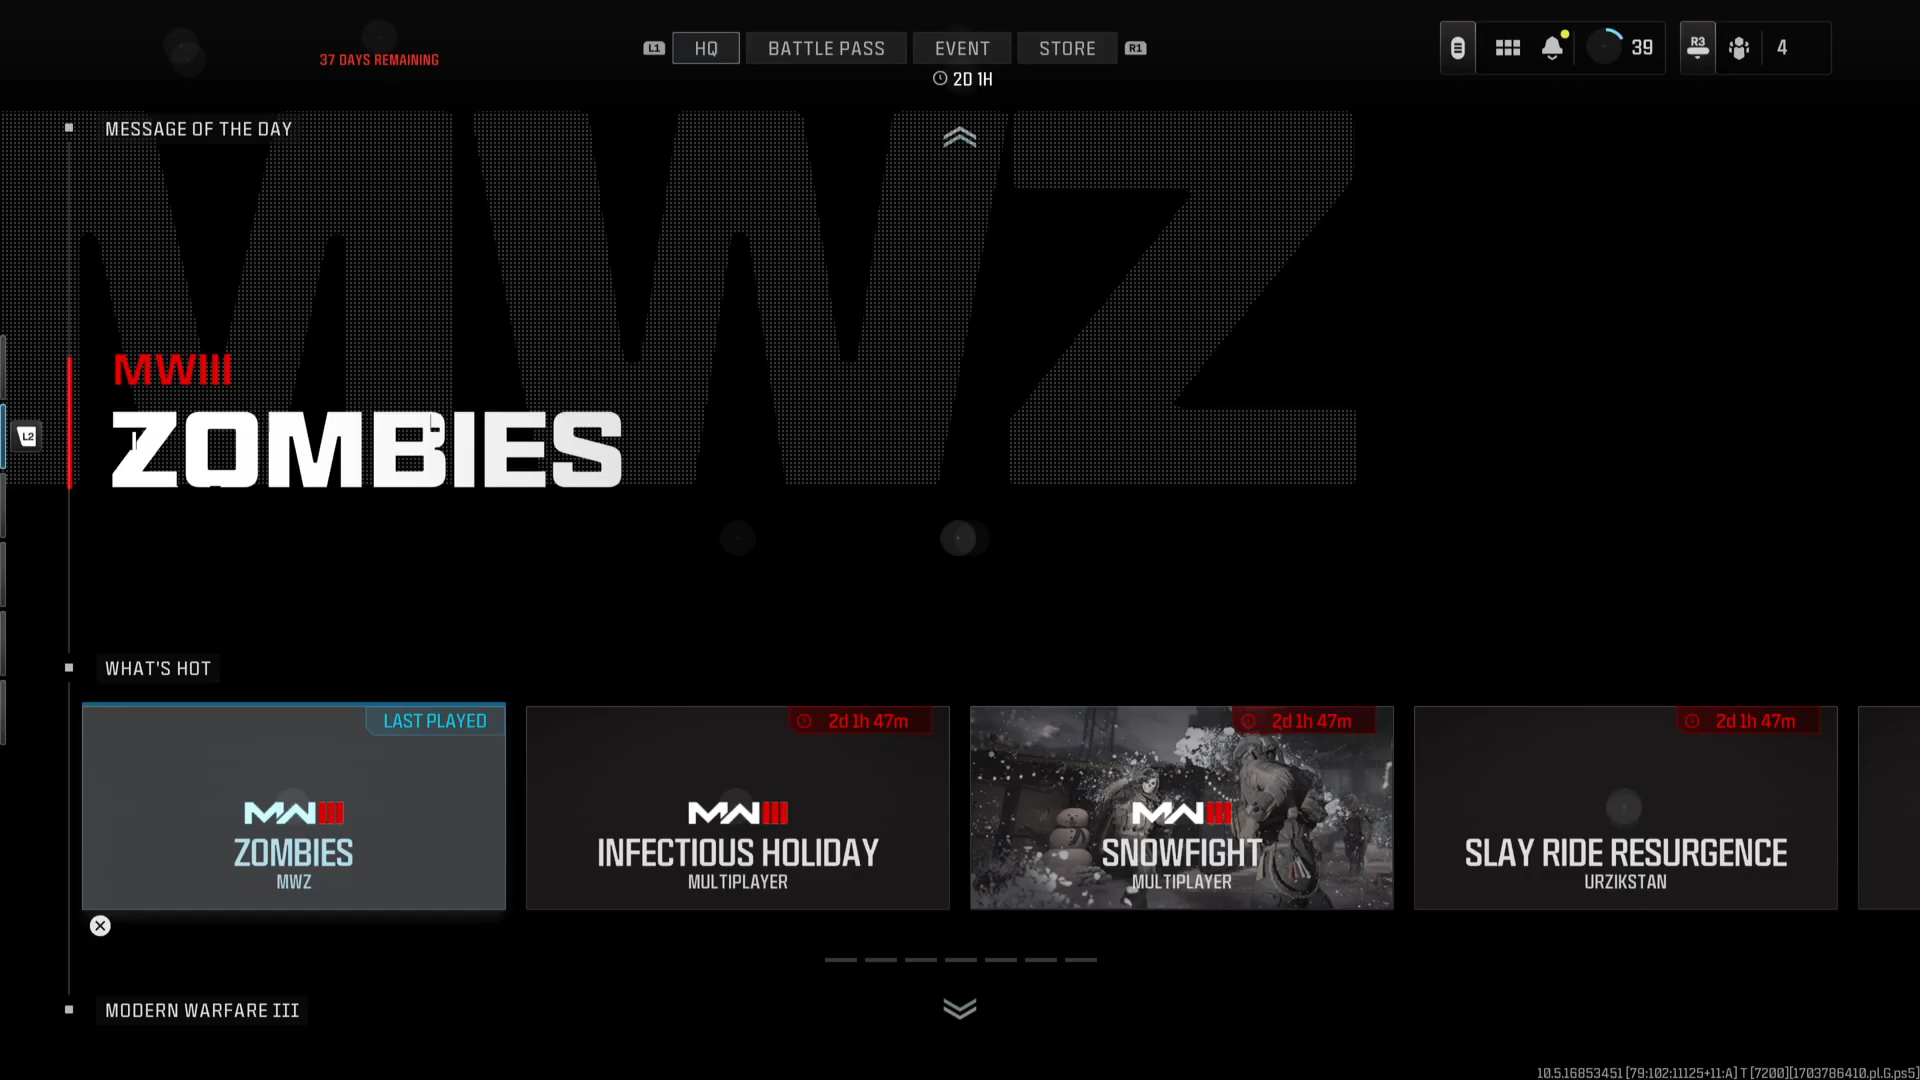 37 DAYS REMAINING
L1 HQ BATTLE PASS EVENT STORE R1
2D 1H
39 R3 4
MESSAGE OF THE DAY
MWZ
MWIII
ZOMBIES
L2
WHAT'S HOT
LAST PLAYED
MWIII
ZOMBIES
MWZ
2d 1h 47m
MWIII
INFECTIOUS HOLIDAY
MULTIPLAYER
2d 1h 47m
MWIII
SNOWFIGHT
MULTIPLAYER
2d 1h 47m
SLAY RIDE RESURGENCE
URZIKSTAN
MODERN WARFARE III
10.5.16853451 [79:102:11125+11:A] T [7200][1703786410.pl.G.ps5]